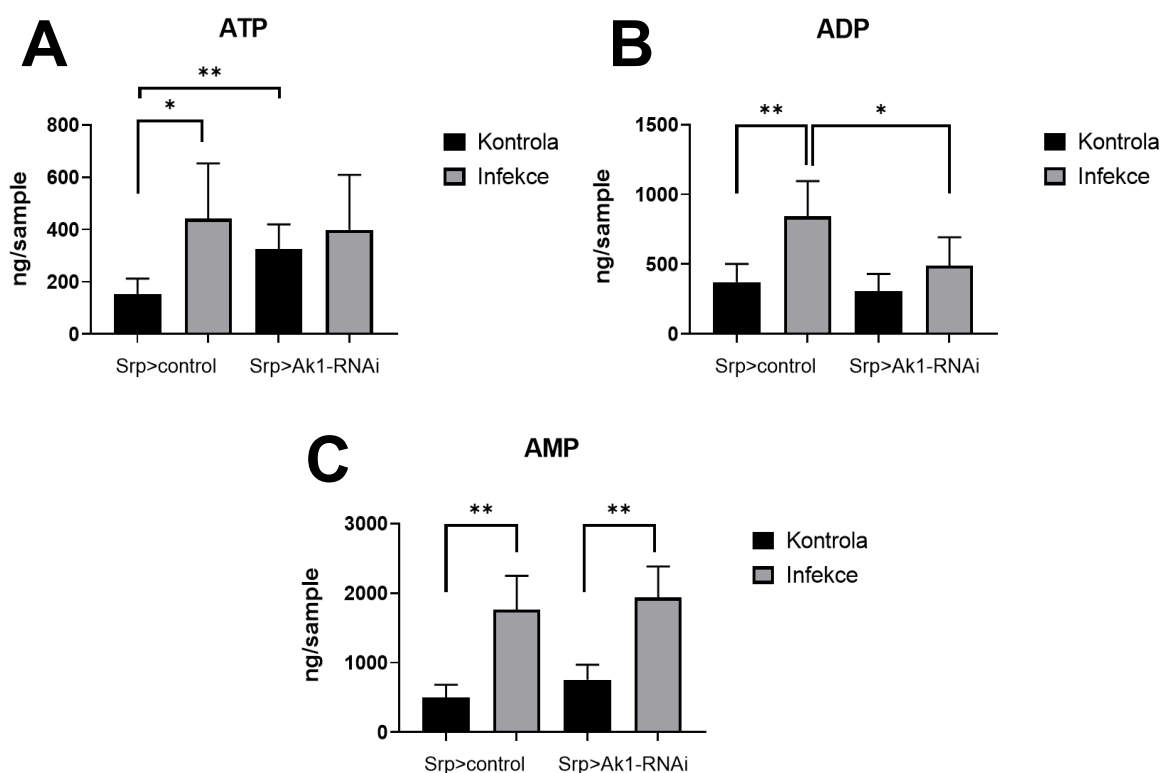 A
ATP
**
*
800
600
400
200
0
ng/sample
Srp>control
Srp>Ak1-RNAi
Kontrola
Infekce
B
ADP
**
*
1500
1000
500
0
ng/sample
Srp>control
Srp>Ak1-RNAi
Kontrola
Infekce
C
AMP
**
**
3000
2000
1000
0
ng/sample
Srp>control
Srp>Ak1-RNAi
Kontrola
Infekce